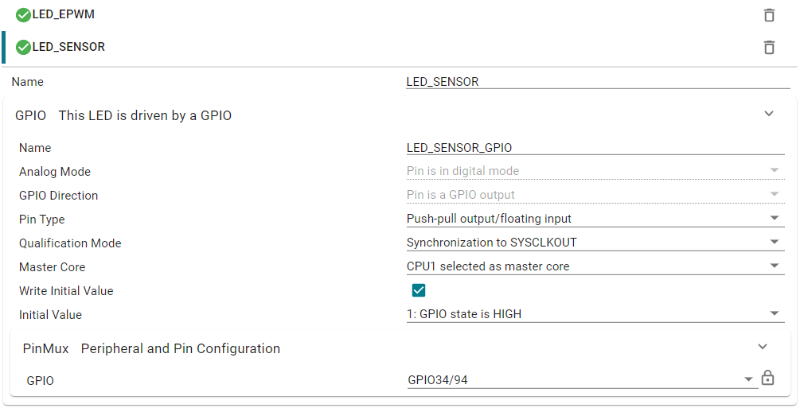 LED_EPWM
LED_SENSOR
Name LED_SENSOR
GPIO This LED is driven by a GPIO
Name LED_SENSOR_GPIO
Analog Mode Pin is in digital mode
GPIO Direction Pin is a GPIO output
Pin Type Push-pull output/floating input
Qualification Mode Synchronization to SYSCLKOUT
Master Core CPU1 selected as master core
Write Initial Value
Initial Value 1: GPIO state is HIGH
PinMux Peripheral and Pin Configuration
GPIO GPIO34/94